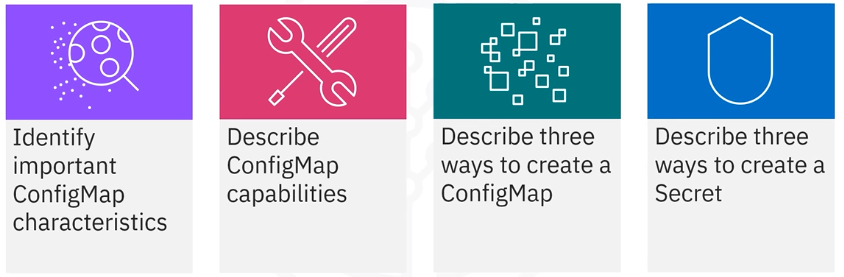 Identify
important
ConfigMap
characteristics
Describe
ConfigMap
capabilities
Describe three
ways to create a
ConfigMap
Describe three
ways to create a
Secret